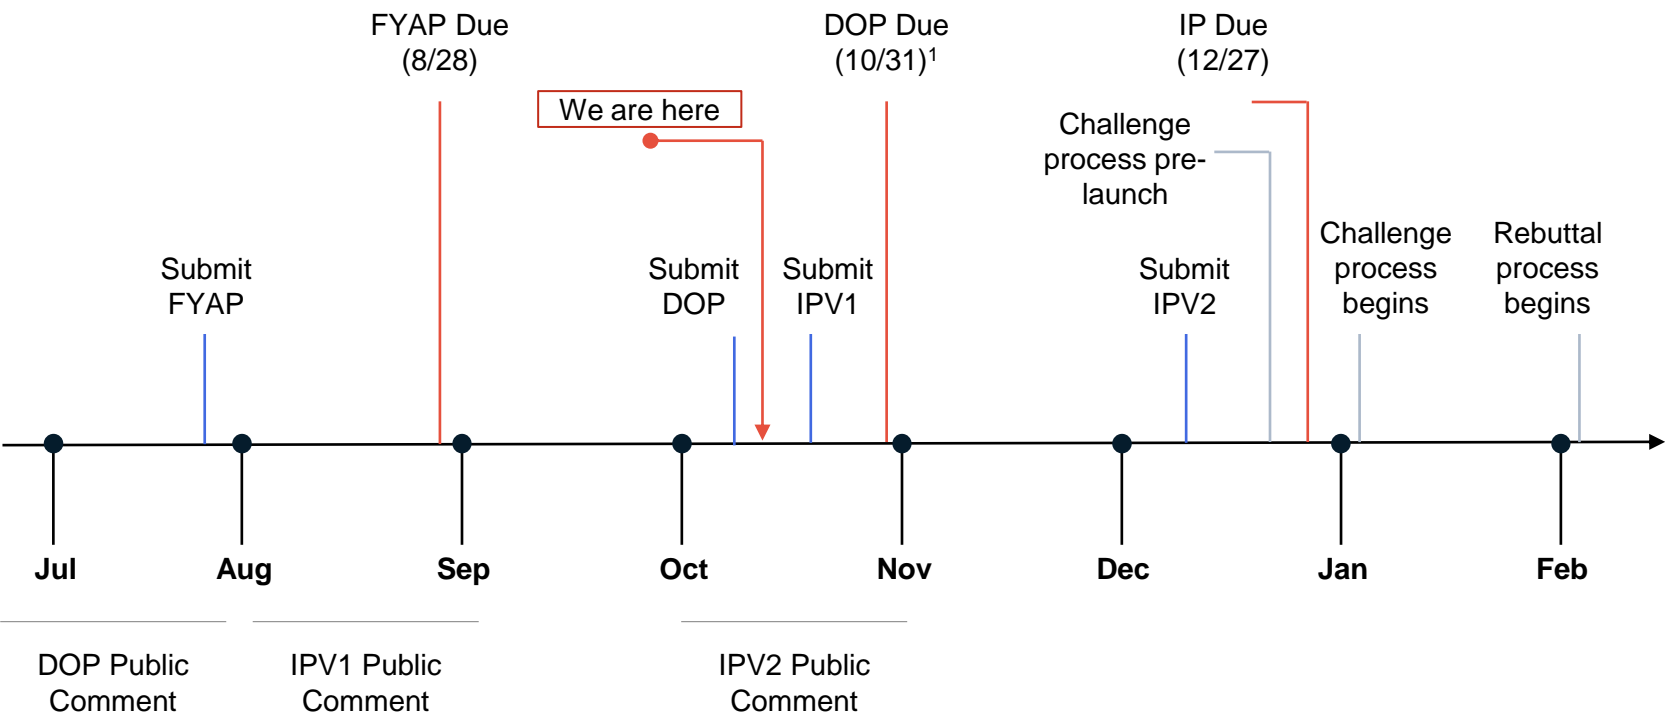 FYAP Due
(8/28)
DOP Due
(10/31)¹
IP Due
(12/27)
We are here
Challenge
process pre-
launch
Submit
FYAP
Submit
DOP
Submit
IPV1
Submit
IPV2
Challenge
process
begins
Rebuttal
process
begins
Jul
Aug
Sep
Oct
Nov
Dec
Jan
Feb
DOP Public
Comment
IPV1 Public
Comment
IPV2 Public
Comment